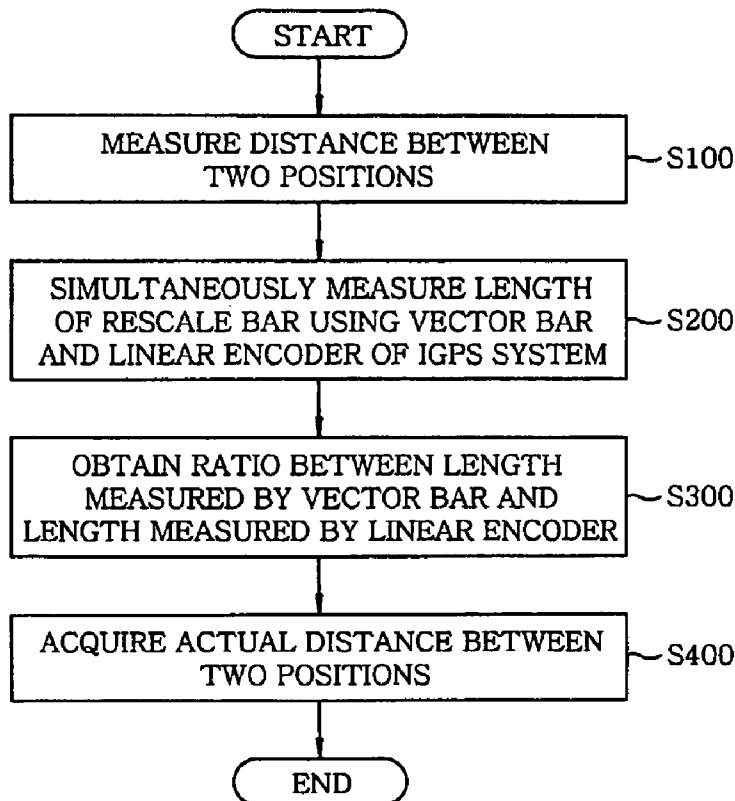 START
MEASURE DISTANCE BETWEEN
TWO POSITIONS
S100
SIMULTANEOUSLY MEASURE LENGTH
OF RESCALE BAR USING VECTOR BAR
AND LINEAR ENCODER OF IGPS SYSTEM
S200
OBTAIN RATIO BETWEEN LENGTH
MEASURED BY VECTOR BAR AND
LENGTH MEASURED BY LINEAR ENCODER
S300
ACQUIRE ACTUAL DISTANCE BETWEEN
TWO POSITIONS
S400
END